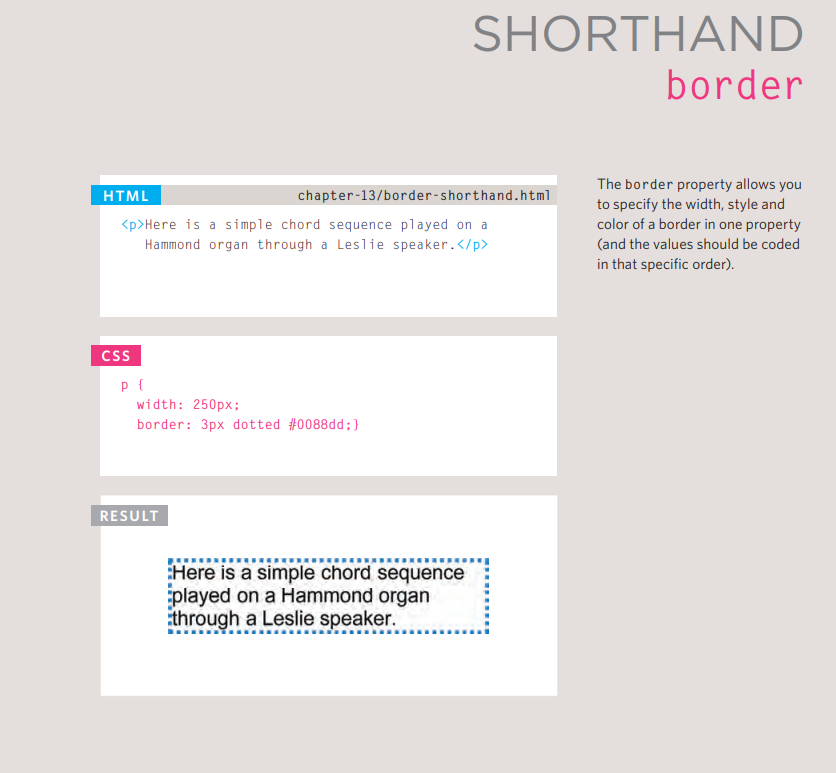 SHORTHAND
border
HTML
chapter-13/border-shorthand.html
<p>Here is a simple chord sequence played on a
Hammond organ through a Leslie speaker.</p>
The border property allows you
to specify the width, style and
color of a border in one property
(and the values should be coded
in that specific order).
CSS
p {
width: 250px;
border: 3px dotted #0088dd;}
RESULT
Here is a simple chord sequence
played on a Hammond organ
through a Leslie speaker.